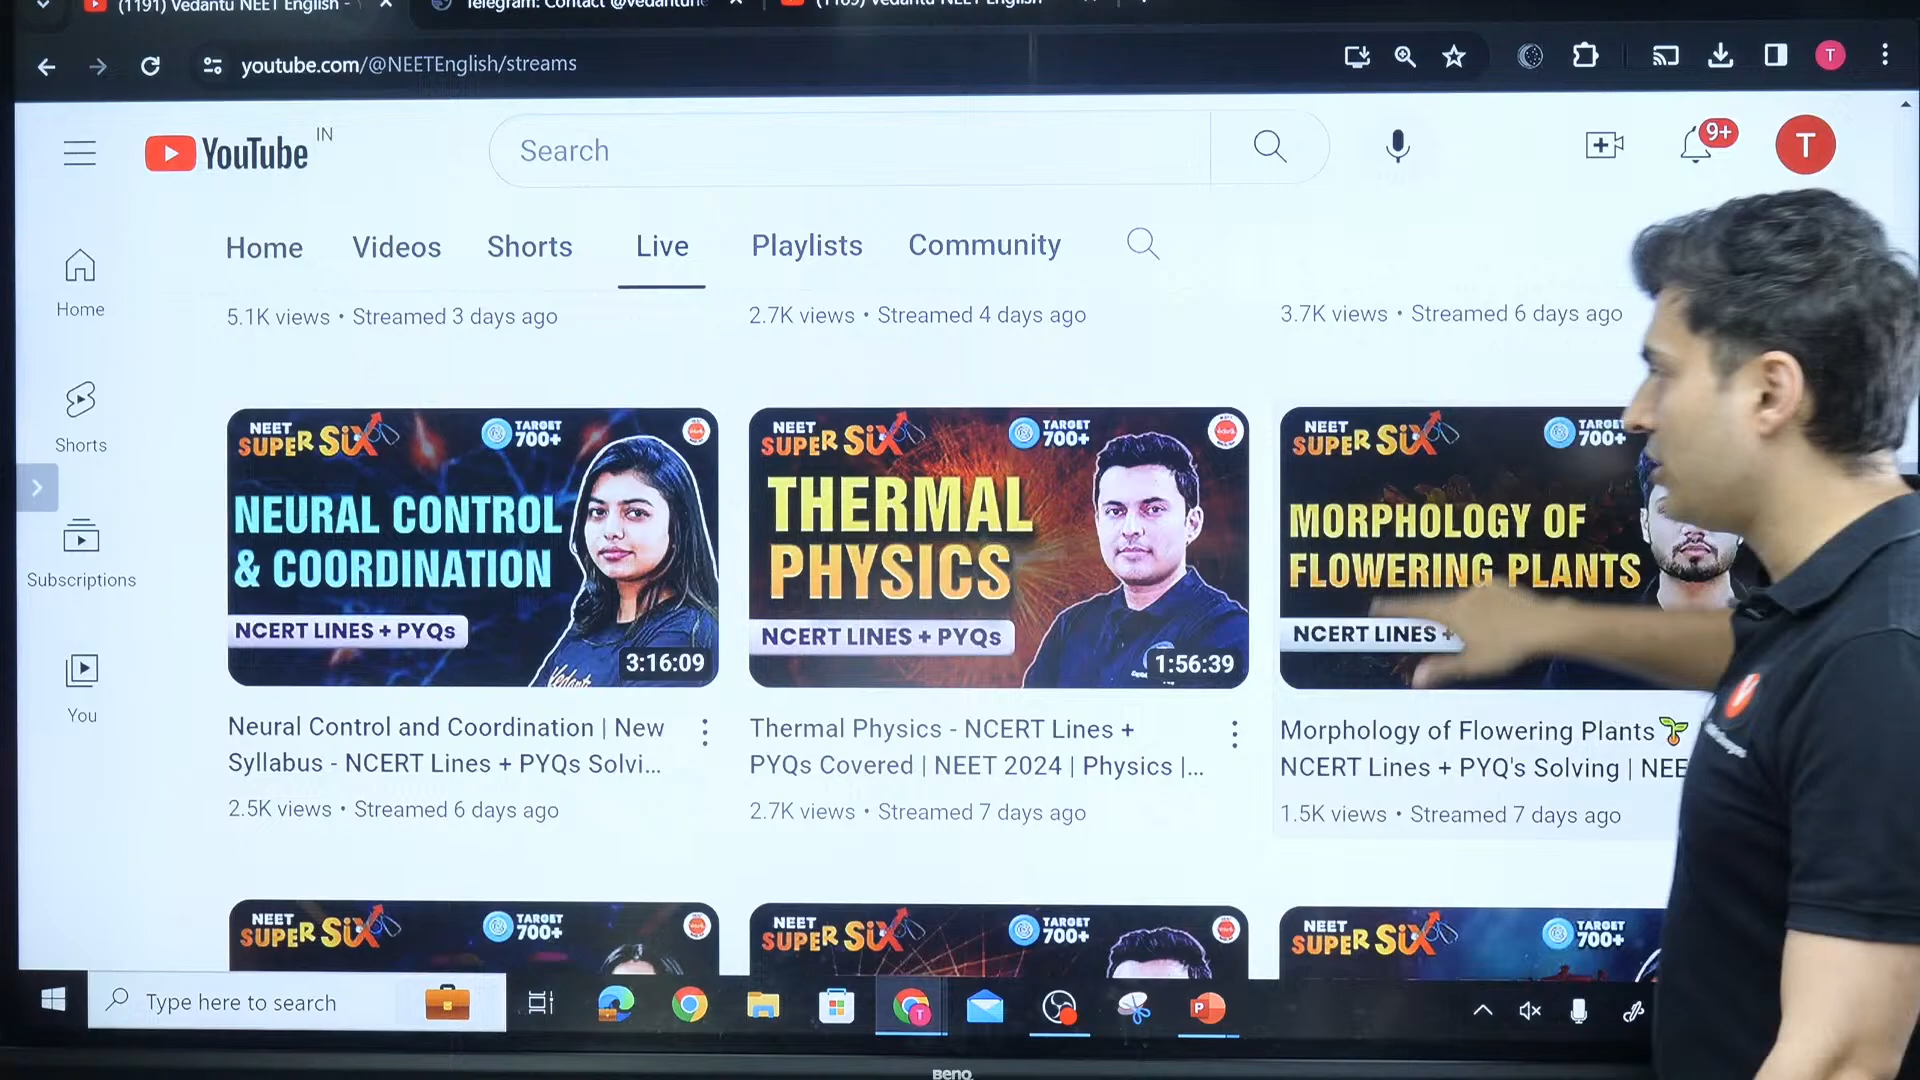 (1191) Vedantu NEET English -
Telegram: Contact @vedantune
(1189) Vedantu NEET English
youtube.com/@NEETEnglish/streams
T
YouTube IN
Search
9+
T
Home
Videos
Shorts
Live
Playlists
Community
Home
Shorts
Subscriptions
You
5.1K views • Streamed 3 days ago
2.7K views • Streamed 4 days ago
3.7K views • Streamed 6 days ago
NEET
SUPER SiX
TARGET
700+
NEURAL CONTROL
& COORDINATION
NCERT LINES + PYQs
Vedantu
3:16:09
Neural Control and Coordination | New
Syllabus - NCERT Lines + PYQs Solvi...
2.5K views • Streamed 6 days ago
NEET
SUPER SiX
TARGET
700+
THERMAL
PHYSICS
NCERT LINES + PYQs
1:56:39
Thermal Physics - NCERT Lines +
PYQs Covered | NEET 2024 | Physics |...
2.7K views • Streamed 7 days ago
NEET
SUPER SiX
TARGET
700+
MORPHOLOGY OF
FLOWERING PLANTS
NCERT LINES +
Morphology of Flowering Plants
NCERT Lines + PYQ's Solving | NEE
1.5K views • Streamed 7 days ago
NEET
SUPER SiX
TARGET
700+
NEET
SUPER SiX
TARGET
700+
NEET
SUPER SiX
TARGET
700+
Type here to search
BenQ